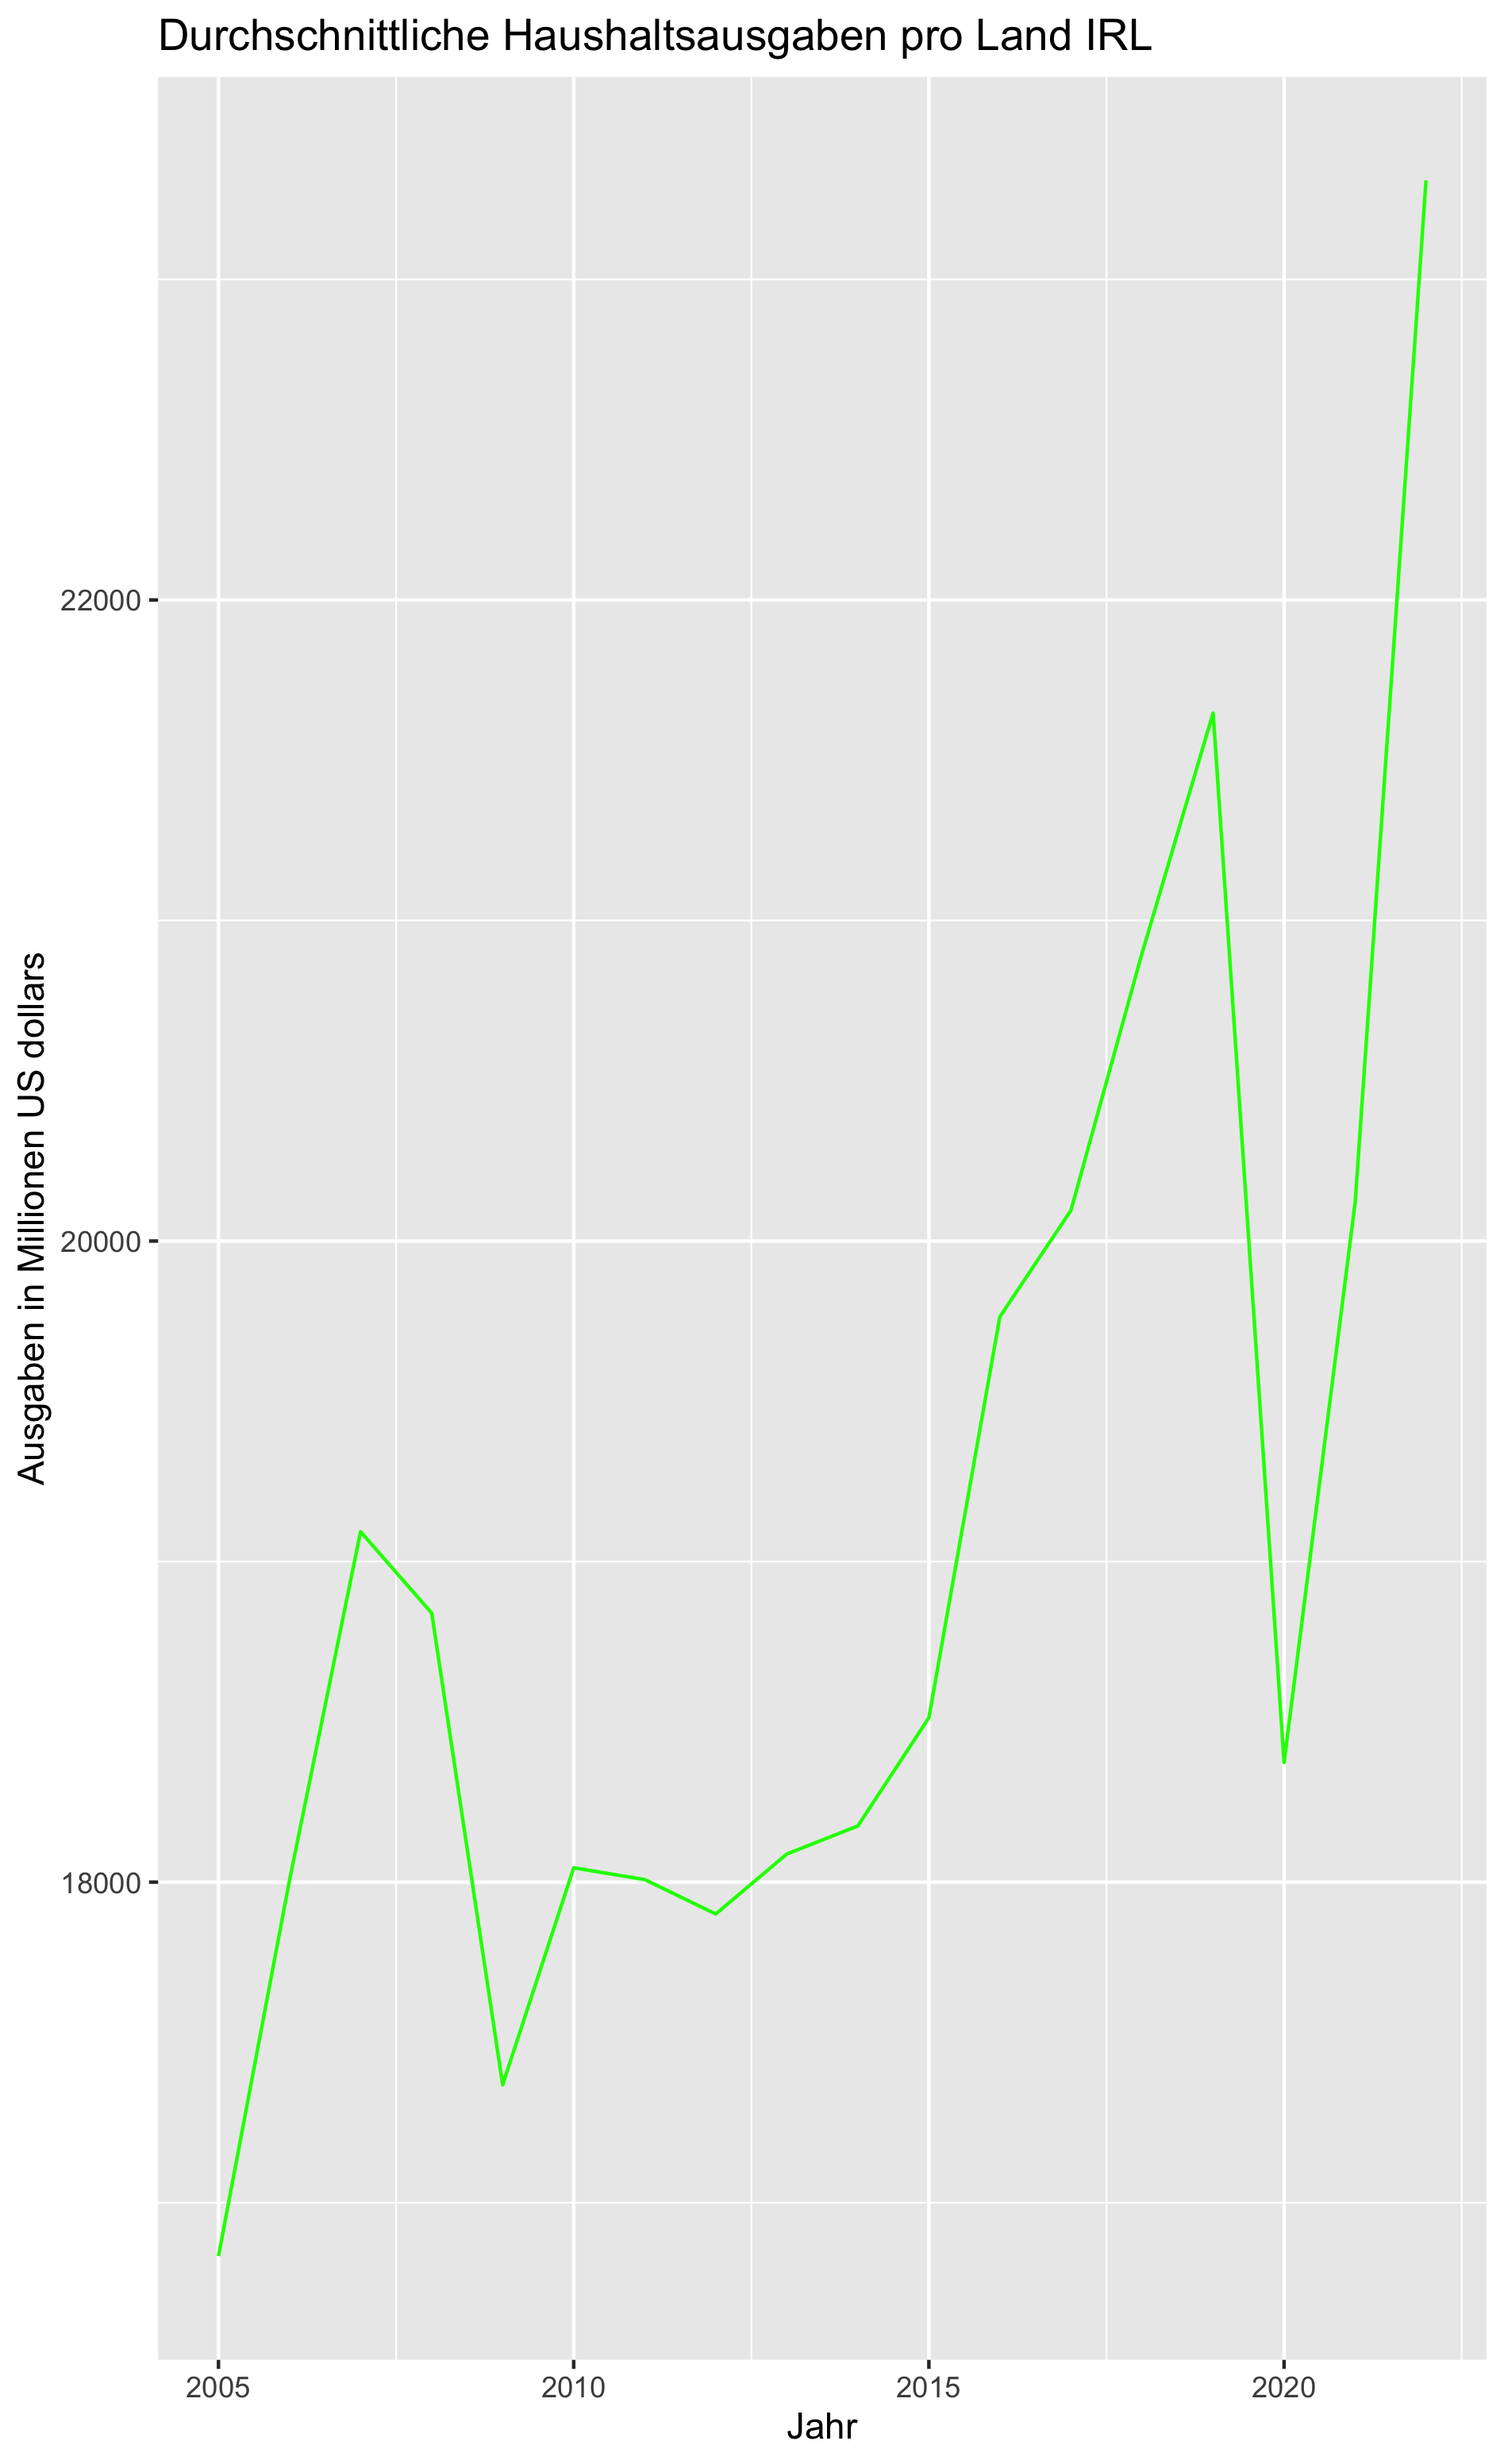 Durchschnittliche Haushaltsausgaben pro Land IRL
Ausgaben in Millionen US dollars
22000
20000
18000
2005 2010 2015 2020
Jahr